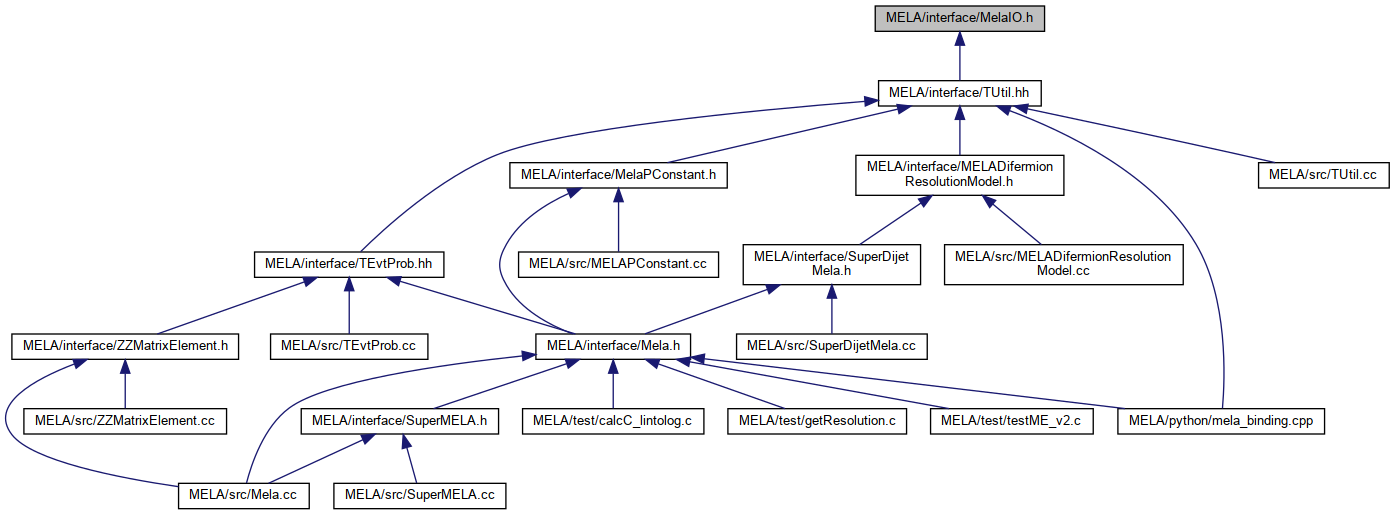 MELA/interface/MelaIO.h
MELA/interface/TUtil.hh
MELA/interface/MelaPConstant.h
MELA/interface/MELADifermion
ResolutionModel.h
MELA/src/TUtil.cc
MELA/interface/TEvtProb.hh
MELA/src/MELAPConstant.cc
MELA/interface/SuperDijet
Mela.h
MELA/src/MELADifermionResolution
Model.cc
MELA/interface/ZZMatrixElement.h
MELA/src/TEvtProb.cc
MELA/interface/Mela.h
MELA/src/SuperDijetMela.cc
MELA/src/ZZMatrixElement.cc
MELA/interface/SuperMELA.h
MELA/test/calcC_lintolog.c
MELA/test/getResolution.c
MELA/test/testME_v2.c
MELA/python/mela_binding.cpp
MELA/src/Mela.cc
MELA/src/SuperMELA.cc